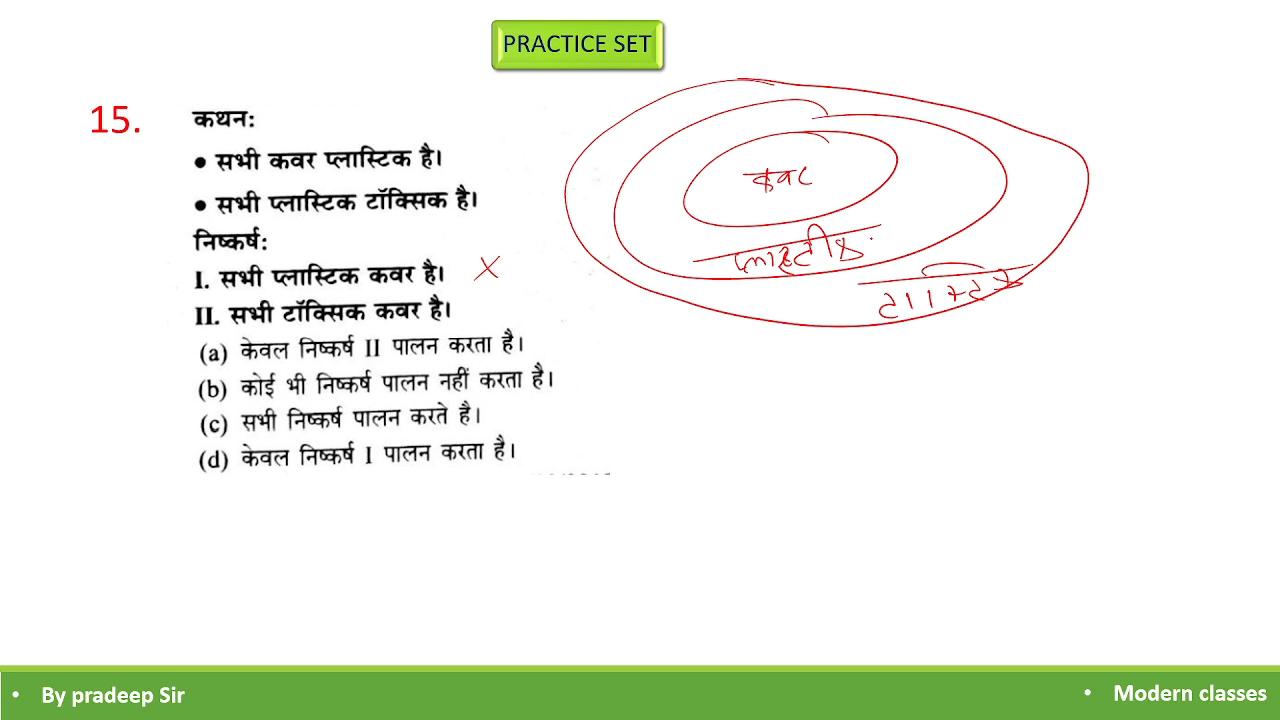 PRACTICE SET
15.
कथन:
• सभी कवर प्लास्टिक है।
• सभी प्लास्टिक टॉक्सिक है।
निष्कर्ष:
I. सभी प्लास्टिक कवर है। X
II. सभी टॉक्सिक कवर है।
(a) केवल निष्कर्ष II पालन करता है।
(b) कोई भी निष्कर्ष पालन नहीं करता है।
(c) सभी निष्कर्ष पालन करते है।
(d) केवल निष्कर्ष I पालन करता है।
कवर
• By pradeep Sir
• Modern classes